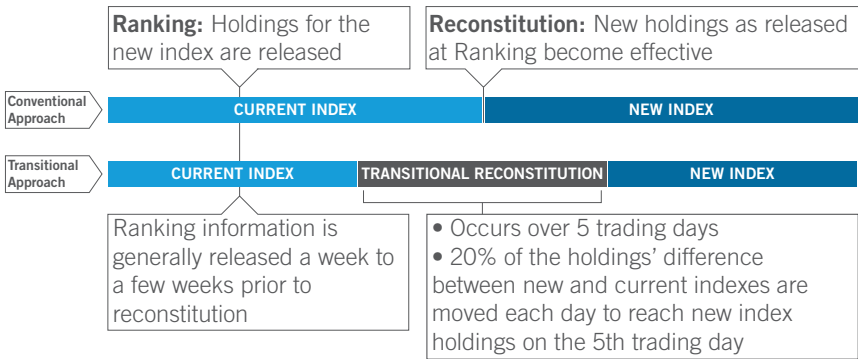 Ranking: Holdings for the
new index are released
Reconstitution: New holdings as released
at Ranking become effective
Conventional
Approach
CURRENT INDEX
NEW INDEX
Transitional
Approach
CURRENT INDEX
TRANSITIONAL RECONSTITUTION
NEW INDEX
Ranking information is
generally released a week to
a few weeks prior to
reconstitution
• Occurs over 5 trading days
• 20% of the holdings’ difference
between new and current indexes are
moved each day to reach new index
holdings on the 5th trading day